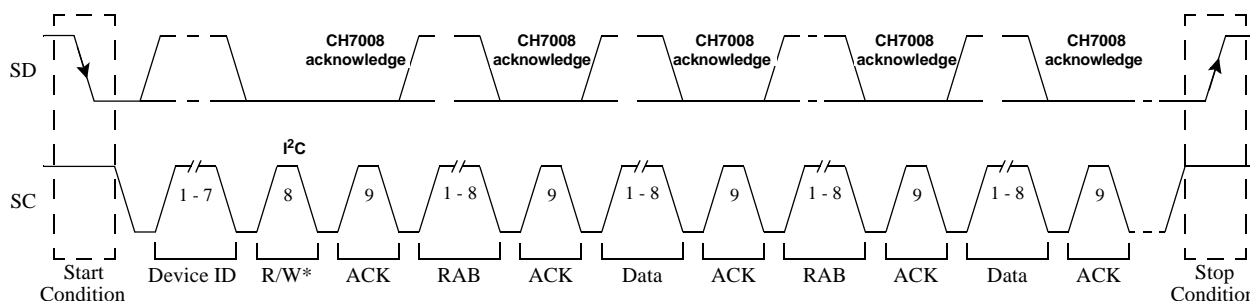 CH7008 CH7008 CH7008 CH7008 CH7008
acknowledge acknowledge acknowledge acknowledge acknowledge
SD
I²C
SC
1 - 7 8 9 1 - 8 9 1 - 8 9 1 - 8 9 1 - 8 9
Start Device ID R/W* ACK RAB ACK Data ACK RAB ACK Data ACK Stop
Condition Condition